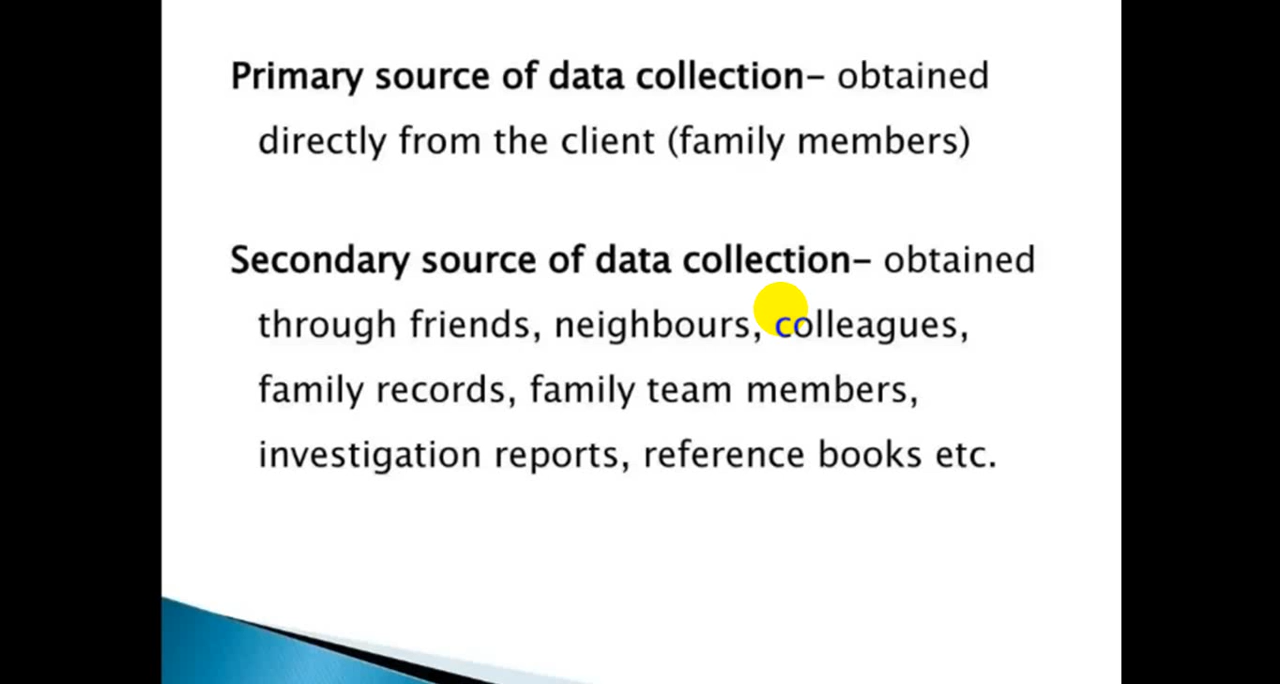 Primary source of data collection– obtained
directly from the client (family members)
Secondary source of data collection– obtained
through friends, neighbours, colleagues,
family records, family team members,
investigation reports, reference books etc.